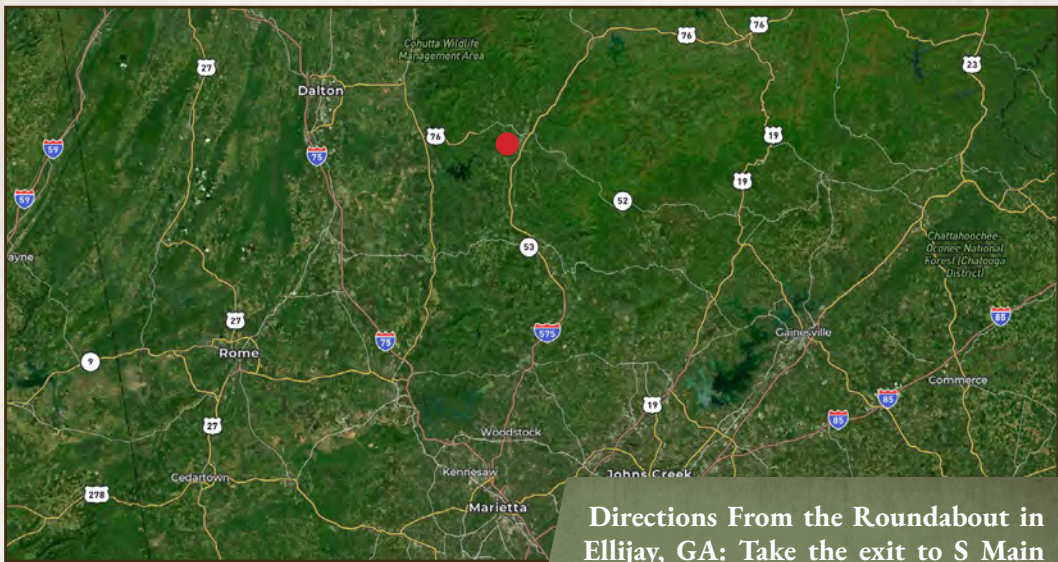 Cohutta Wildlife
Management Area
76
76
27
23
Dalton
76
59
75
19
59
19
52
Chattahoochee-
Oconee National
Forest (Chatooga
District)
53
ayne
85
27
575
Gainesville
75
Rome
9
Commerce
85
19
85
27
Woodstock
Cedartown
Kennesaw
Johns Creek
278
Marietta
Directions From the Roundabout in
Ellijay, GA: Take the exit to S Main